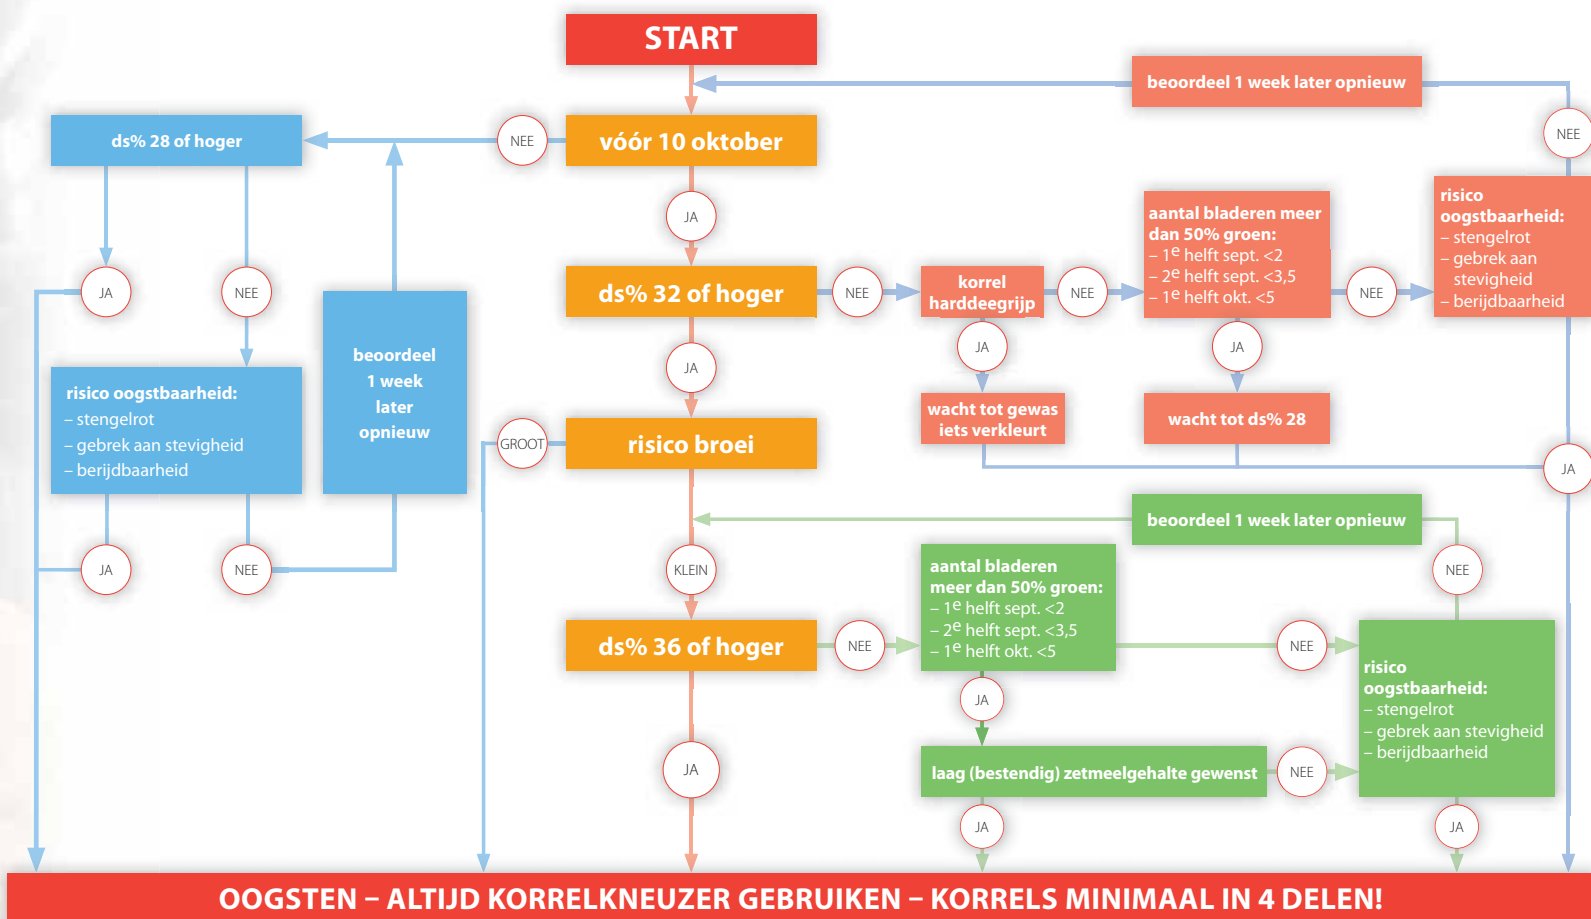 START
beoordeel 1 week later opnieuw
NEE
ds% 28 of hoger
NEE
vóór 10 oktober
JA
JA
NEE
ds% 32 of hoger
NEE
korrel
harddeegrijp
NEE
aantal bladeren meer
dan 50% groen:
– 1e helft sept. <2
– 2e helft sept. <3,5
– 1e helft okt. <5
NEE
risico
oogstbaarheid:
– stengelrot
– gebrek aan
stevigheid
– berijdbaarheid
beoordeel
1 week
later
opnieuw
JA
JA
JA
risico oogstbaarheid:
– stengelrot
– gebrek aan stevigheid
– berijdbaarheid
wacht tot gewas
iets verkleurt
wacht tot ds% 28
GROOT
risico broei
JA
beoordeel 1 week later opnieuw
JA
NEE
KLEIN
aantal bladeren
meer dan 50% groen:
– 1e helft sept. <2
– 2e helft sept. <3,5
– 1e helft okt. <5
NEE
ds% 36 of hoger
NEE
NEE
risico
oogstbaarheid:
– stengelrot
– gebrek aan stevigheid
– berijdbaarheid
JA
JA
laag (bestendig) zetmeelgehalte gewenst
NEE
JA
JA
OOGSTEN – ALTIJD KORRELKNEUZER GEBRUIKEN – KORRELS MINIMAAL IN 4 DELEN!